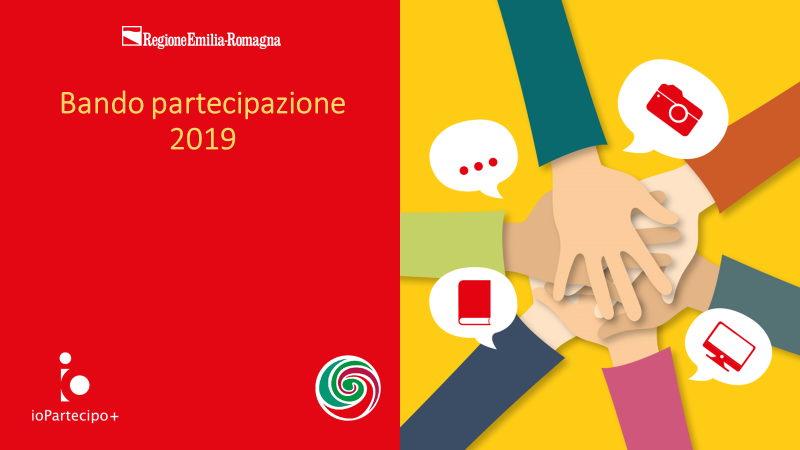 RegioneEmilia-Romagna
Bando partecipazione
2019
ioPartecipo+